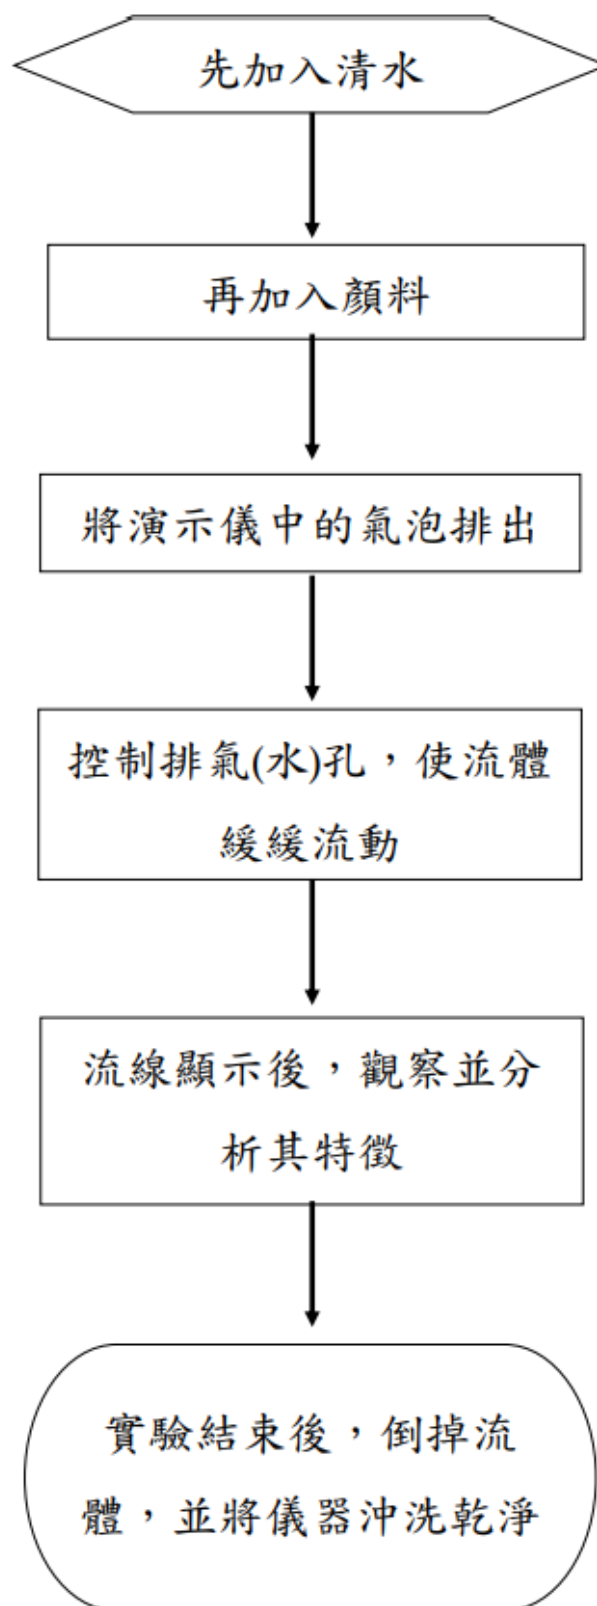 先加入清水
再加入顏料
將演示儀中的氣泡排出
控制排氣(水)孔，使流體
緩緩流動
流線顯示後，觀察並分
析其特徵
實驗結束後，倒掉流
體，並將儀器沖洗乾淨